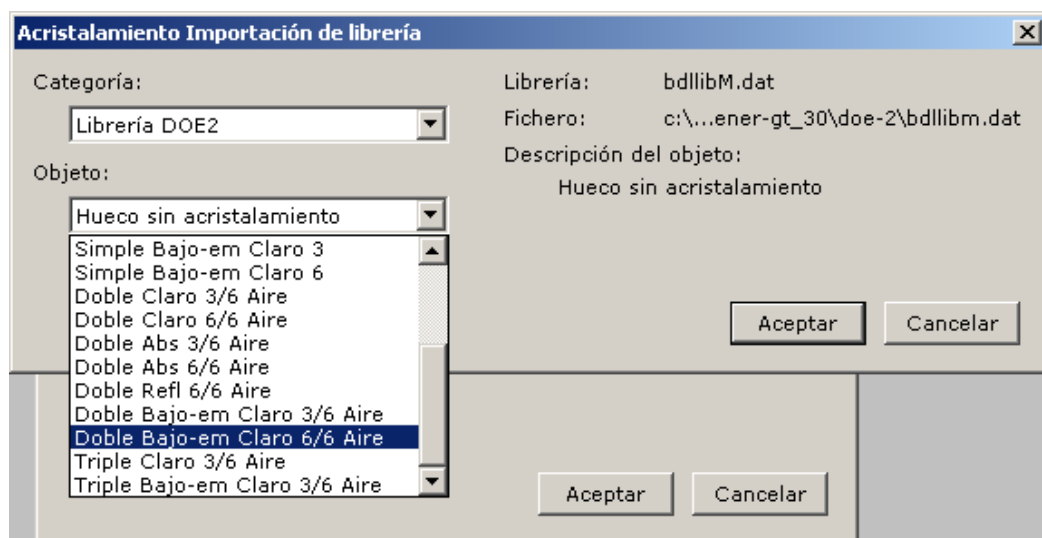 Acristalamiento Importación de librería
Categoría:
Librería DOE2
Objeto:
Hueco sin acristalamiento
Simple Bajo-em Claro 3
Simple Bajo-em Claro 6
Doble Claro 3/6 Aire
Doble Claro 6/6 Aire
Doble Abs 3/6 Aire
Doble Abs 6/6 Aire
Doble Refl 6/6 Aire
Doble Bajo-em Claro 3/6 Aire
Doble Bajo-em Claro 6/6 Aire
Triple Claro 3/6 Aire
Triple Bajo-em Claro 3/6 Aire
Librería: bdllibM.dat
Fichero: c:\...ener-gt_30\doe-2\bdllibm.dat
Descripción del objeto:
Hueco sin acristalamiento
Aceptar Cancelar
Aceptar Cancelar